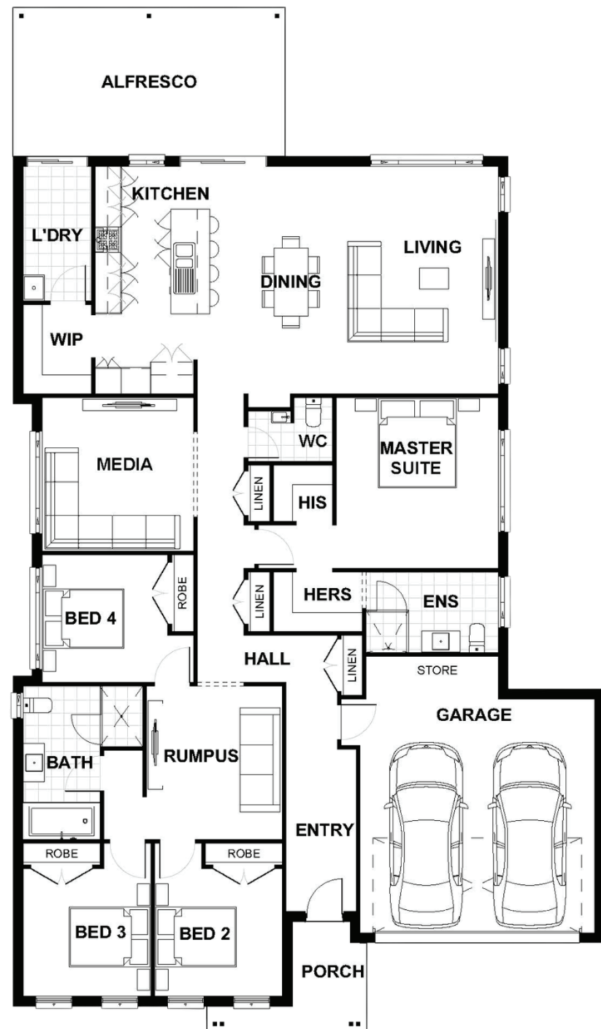 ALFRESCO
KITCHEN
L'DRY
LIVING
DINING
WIP
WC
MASTER
SUITE
MEDIA
LINEN
HIS
ROBE
LINEN
HERS
ENS
BED 4
HALL
LINEN
STORE
GARAGE
BATH
RUMPUS
ENTRY
ROBE
ROBE
BED 3
BED 2
PORCH